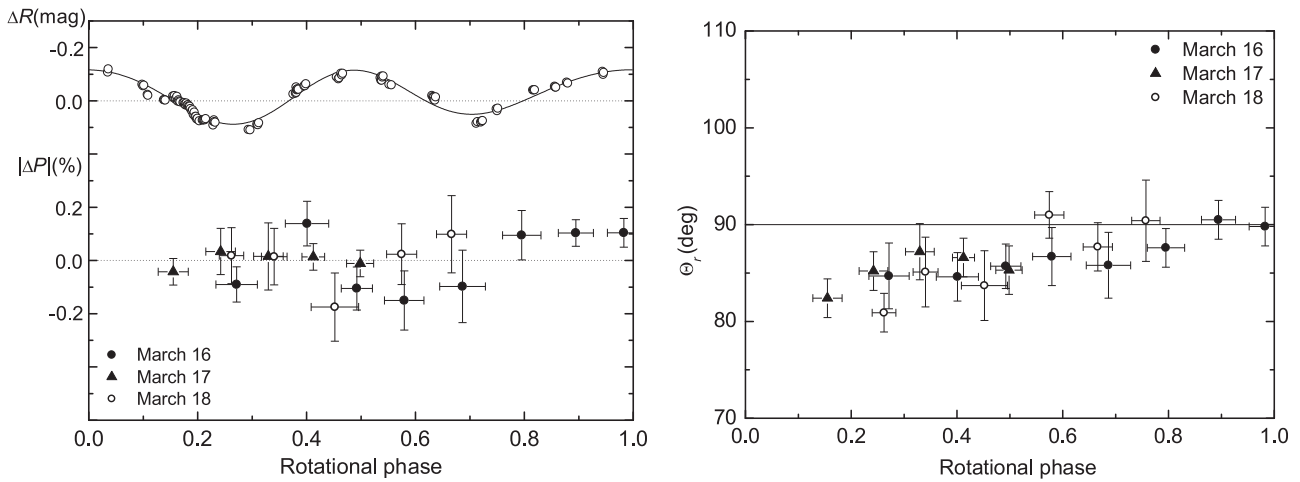 ΔR(mag)
-0.2
0.0
|ΔP|(%)
0.2
0.0
-0.2
March 16
March 17
March 18
0.0 0.2 0.4 0.6 0.8 1.0
Rotational phase
110
100
90
80
70
Θr (deg)
March 16
March 17
March 18
0.0 0.2 0.4 0.6 0.8 1.0
Rotational phase